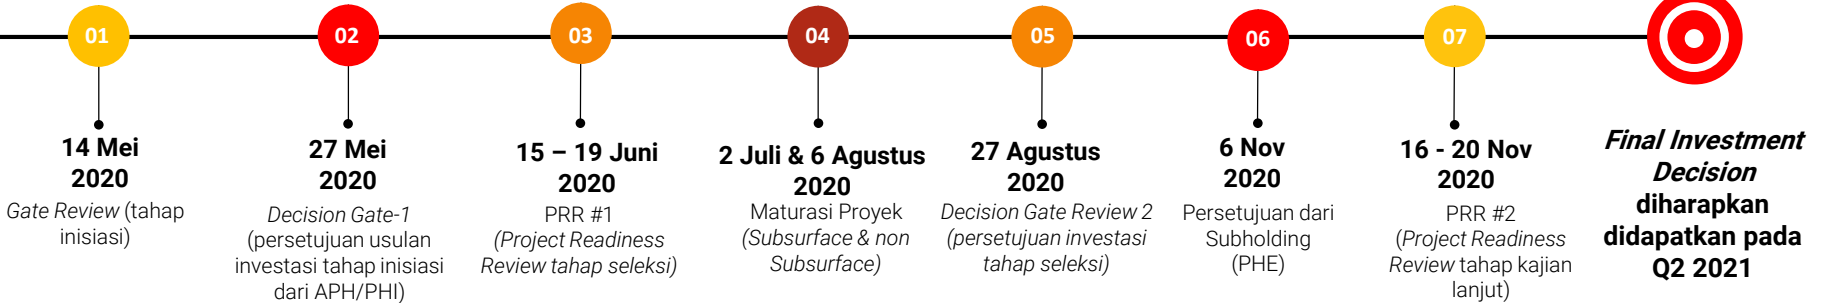 01
14 Mei
2020
Gate Review (tahap
inisiasi)
02
27 Mei
2020
Decision Gate-1
(persetujuan usulan
investasi tahap inisiasi
dari APH/PHI)
03
15 – 19 Juni
2020
PRR #1
(Project Readiness
Review tahap seleksi)
04
2 Juli & 6 Agustus
2020
Maturasi Proyek
(Subsurface & non
Subsurface)
05
27 Agustus
2020
Decision Gate Review 2
(persetujuan investasi
tahap seleksi)
06
6 Nov
2020
Persetujuan dari
Subholding
(PHE)
07
16 - 20 Nov
2020
PRR #2
(Project Readiness
Review tahap kajian
lanjut)
Final Investment
Decision
diharapkan
didapatkan pada
Q2 2021